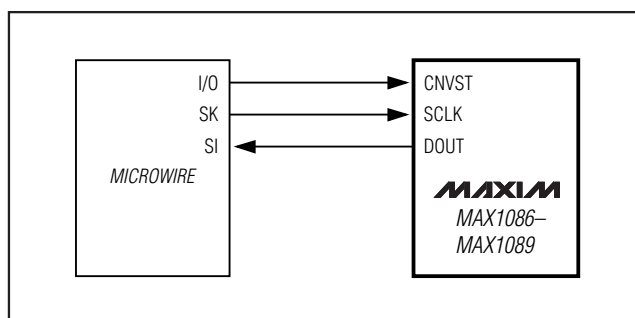 I/O
SK
SI
MICROWIRE
CNVST
SCLK
DOUT
MAXIM
MAX1086–
MAX1089